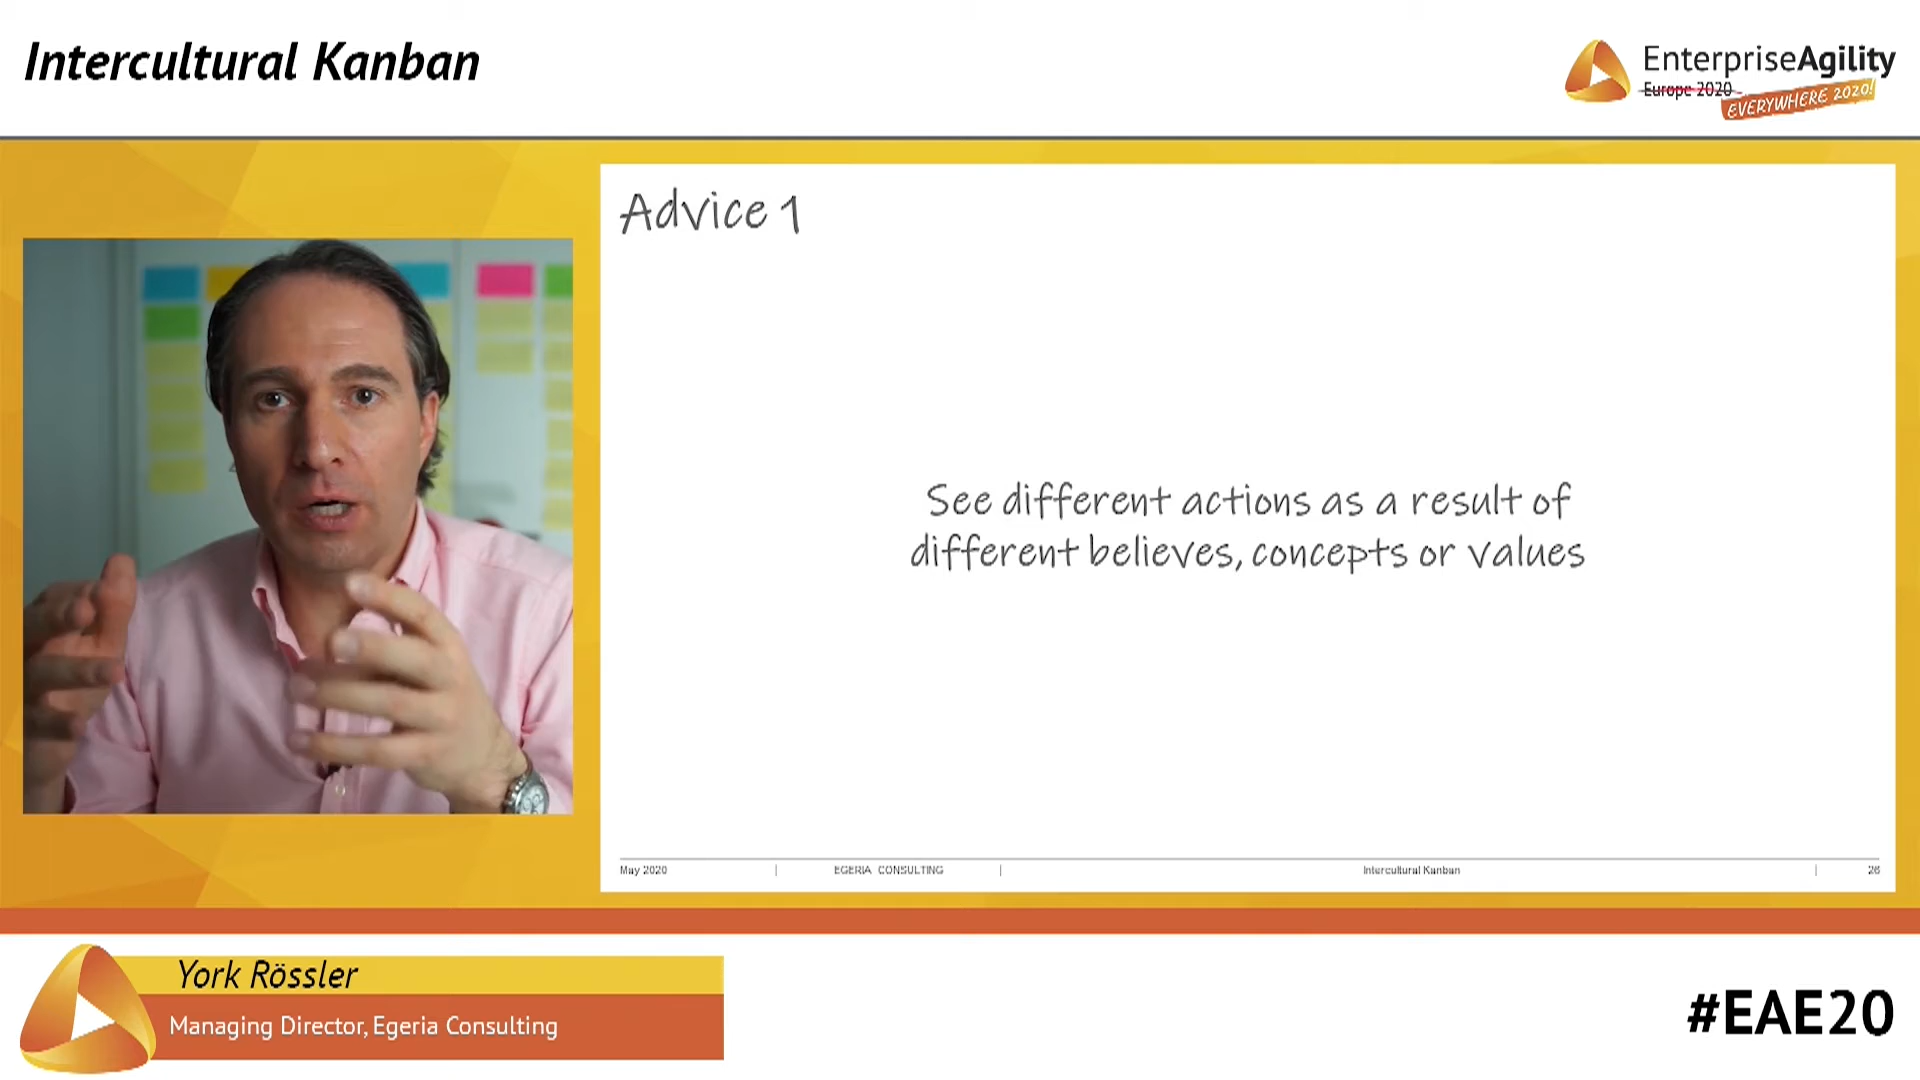 Intercultural Kanban
EnterpriseAgility
Europe 2020
EVERYWHERE 2020!
Advice 1
See different actions as a result of
different believes, concepts or values
May 2020 | EGERIA CONSULTING | Intercultural Kanban | 26
York Rössler
Managing Director, Egeria Consulting
#EAE20